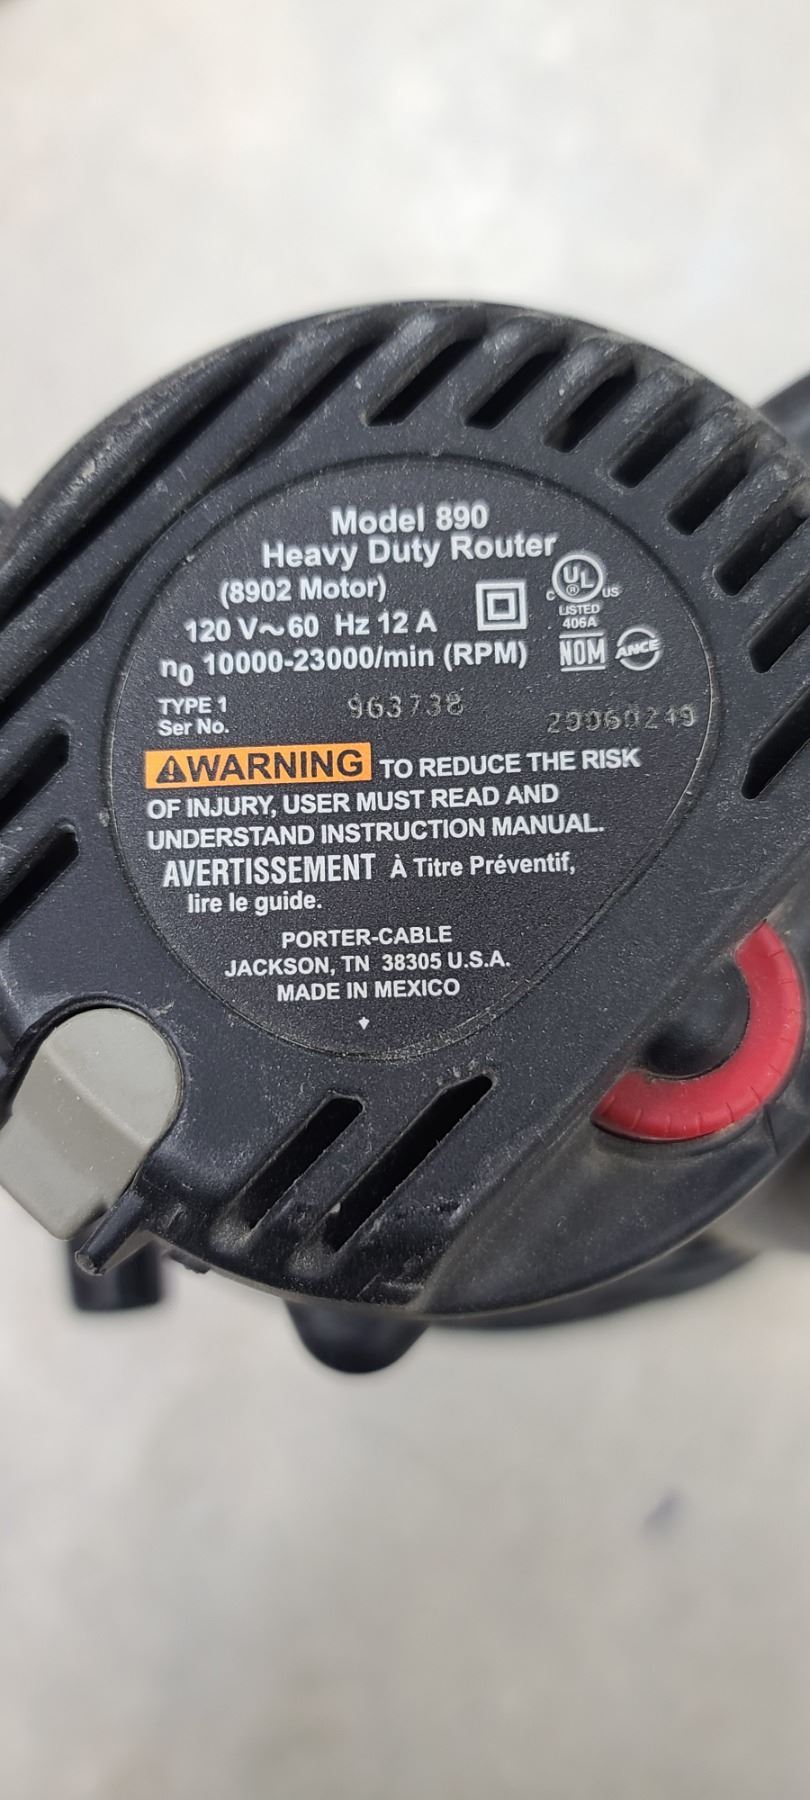 Model 890
Heavy Duty Router
(8902 Motor)
120 V~60 Hz 12 A
n0 10000-23000/min (RPM)
C UL ® US
LISTED
406A
NOM ANCE
TYPE 1
Ser No. 963738
WARNING TO REDUCE THE RISK
OF INJURY, USER MUST READ AND
UNDERSTAND INSTRUCTION MANUAL.
AVERTISSEMENT À Titre Préventif,
lire le guide.
PORTER-CABLE
JACKSON, TN 38305 U.S.A.
MADE IN MEXICO